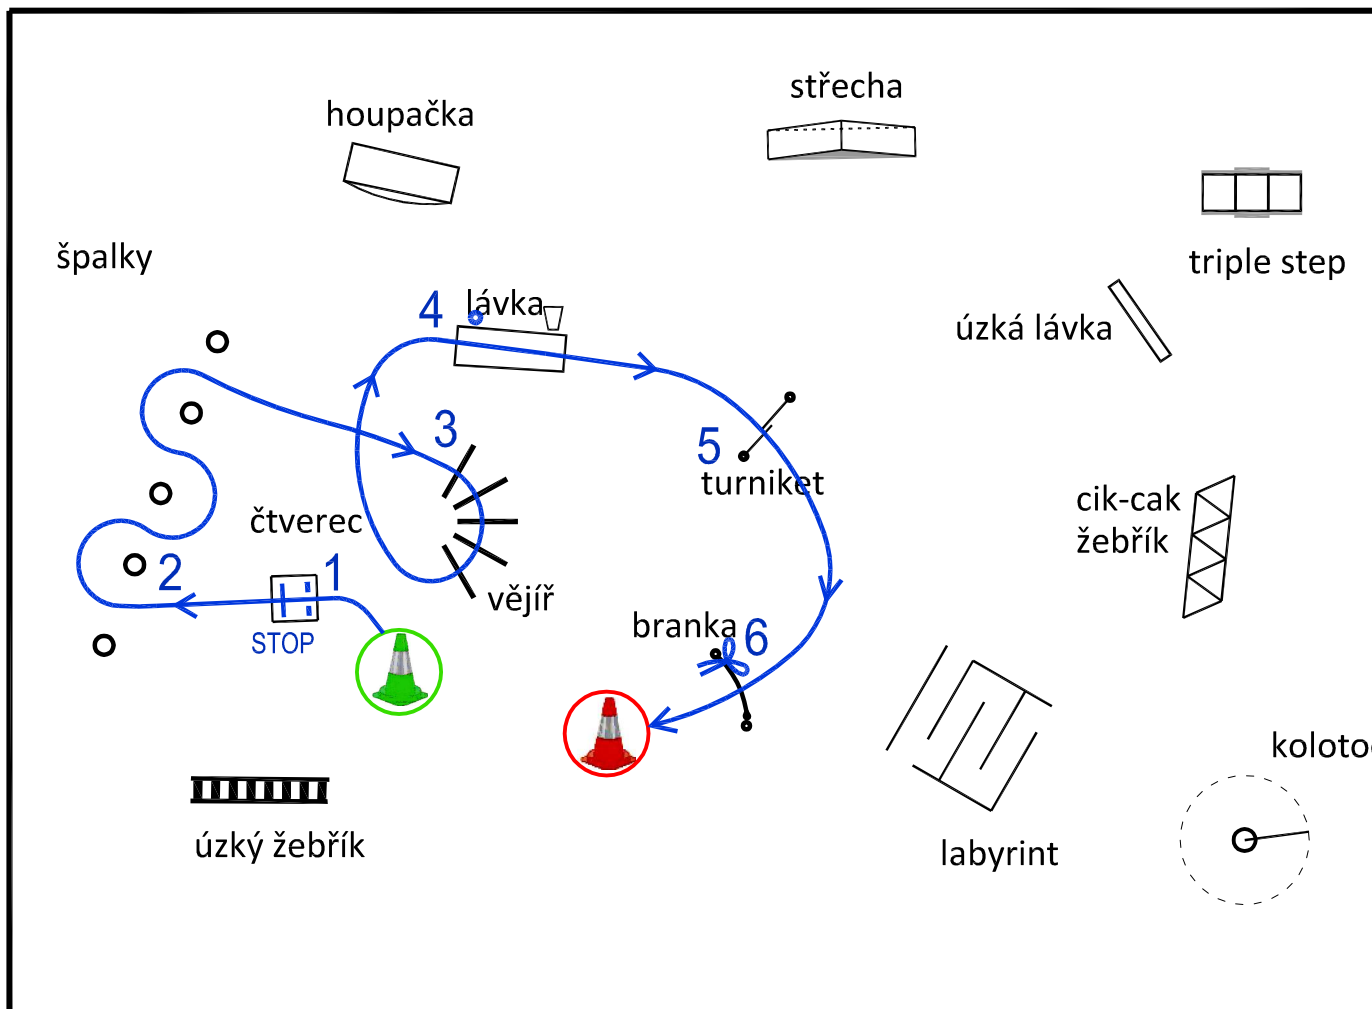 střecha
houpačka
špalky
triple step
4
lávka
úzká lávka
3
5
turniket
cik-cak
žebřík
čtverec
2
1
vějíř
STOP
branka
6
úzký žebřík
labyrint